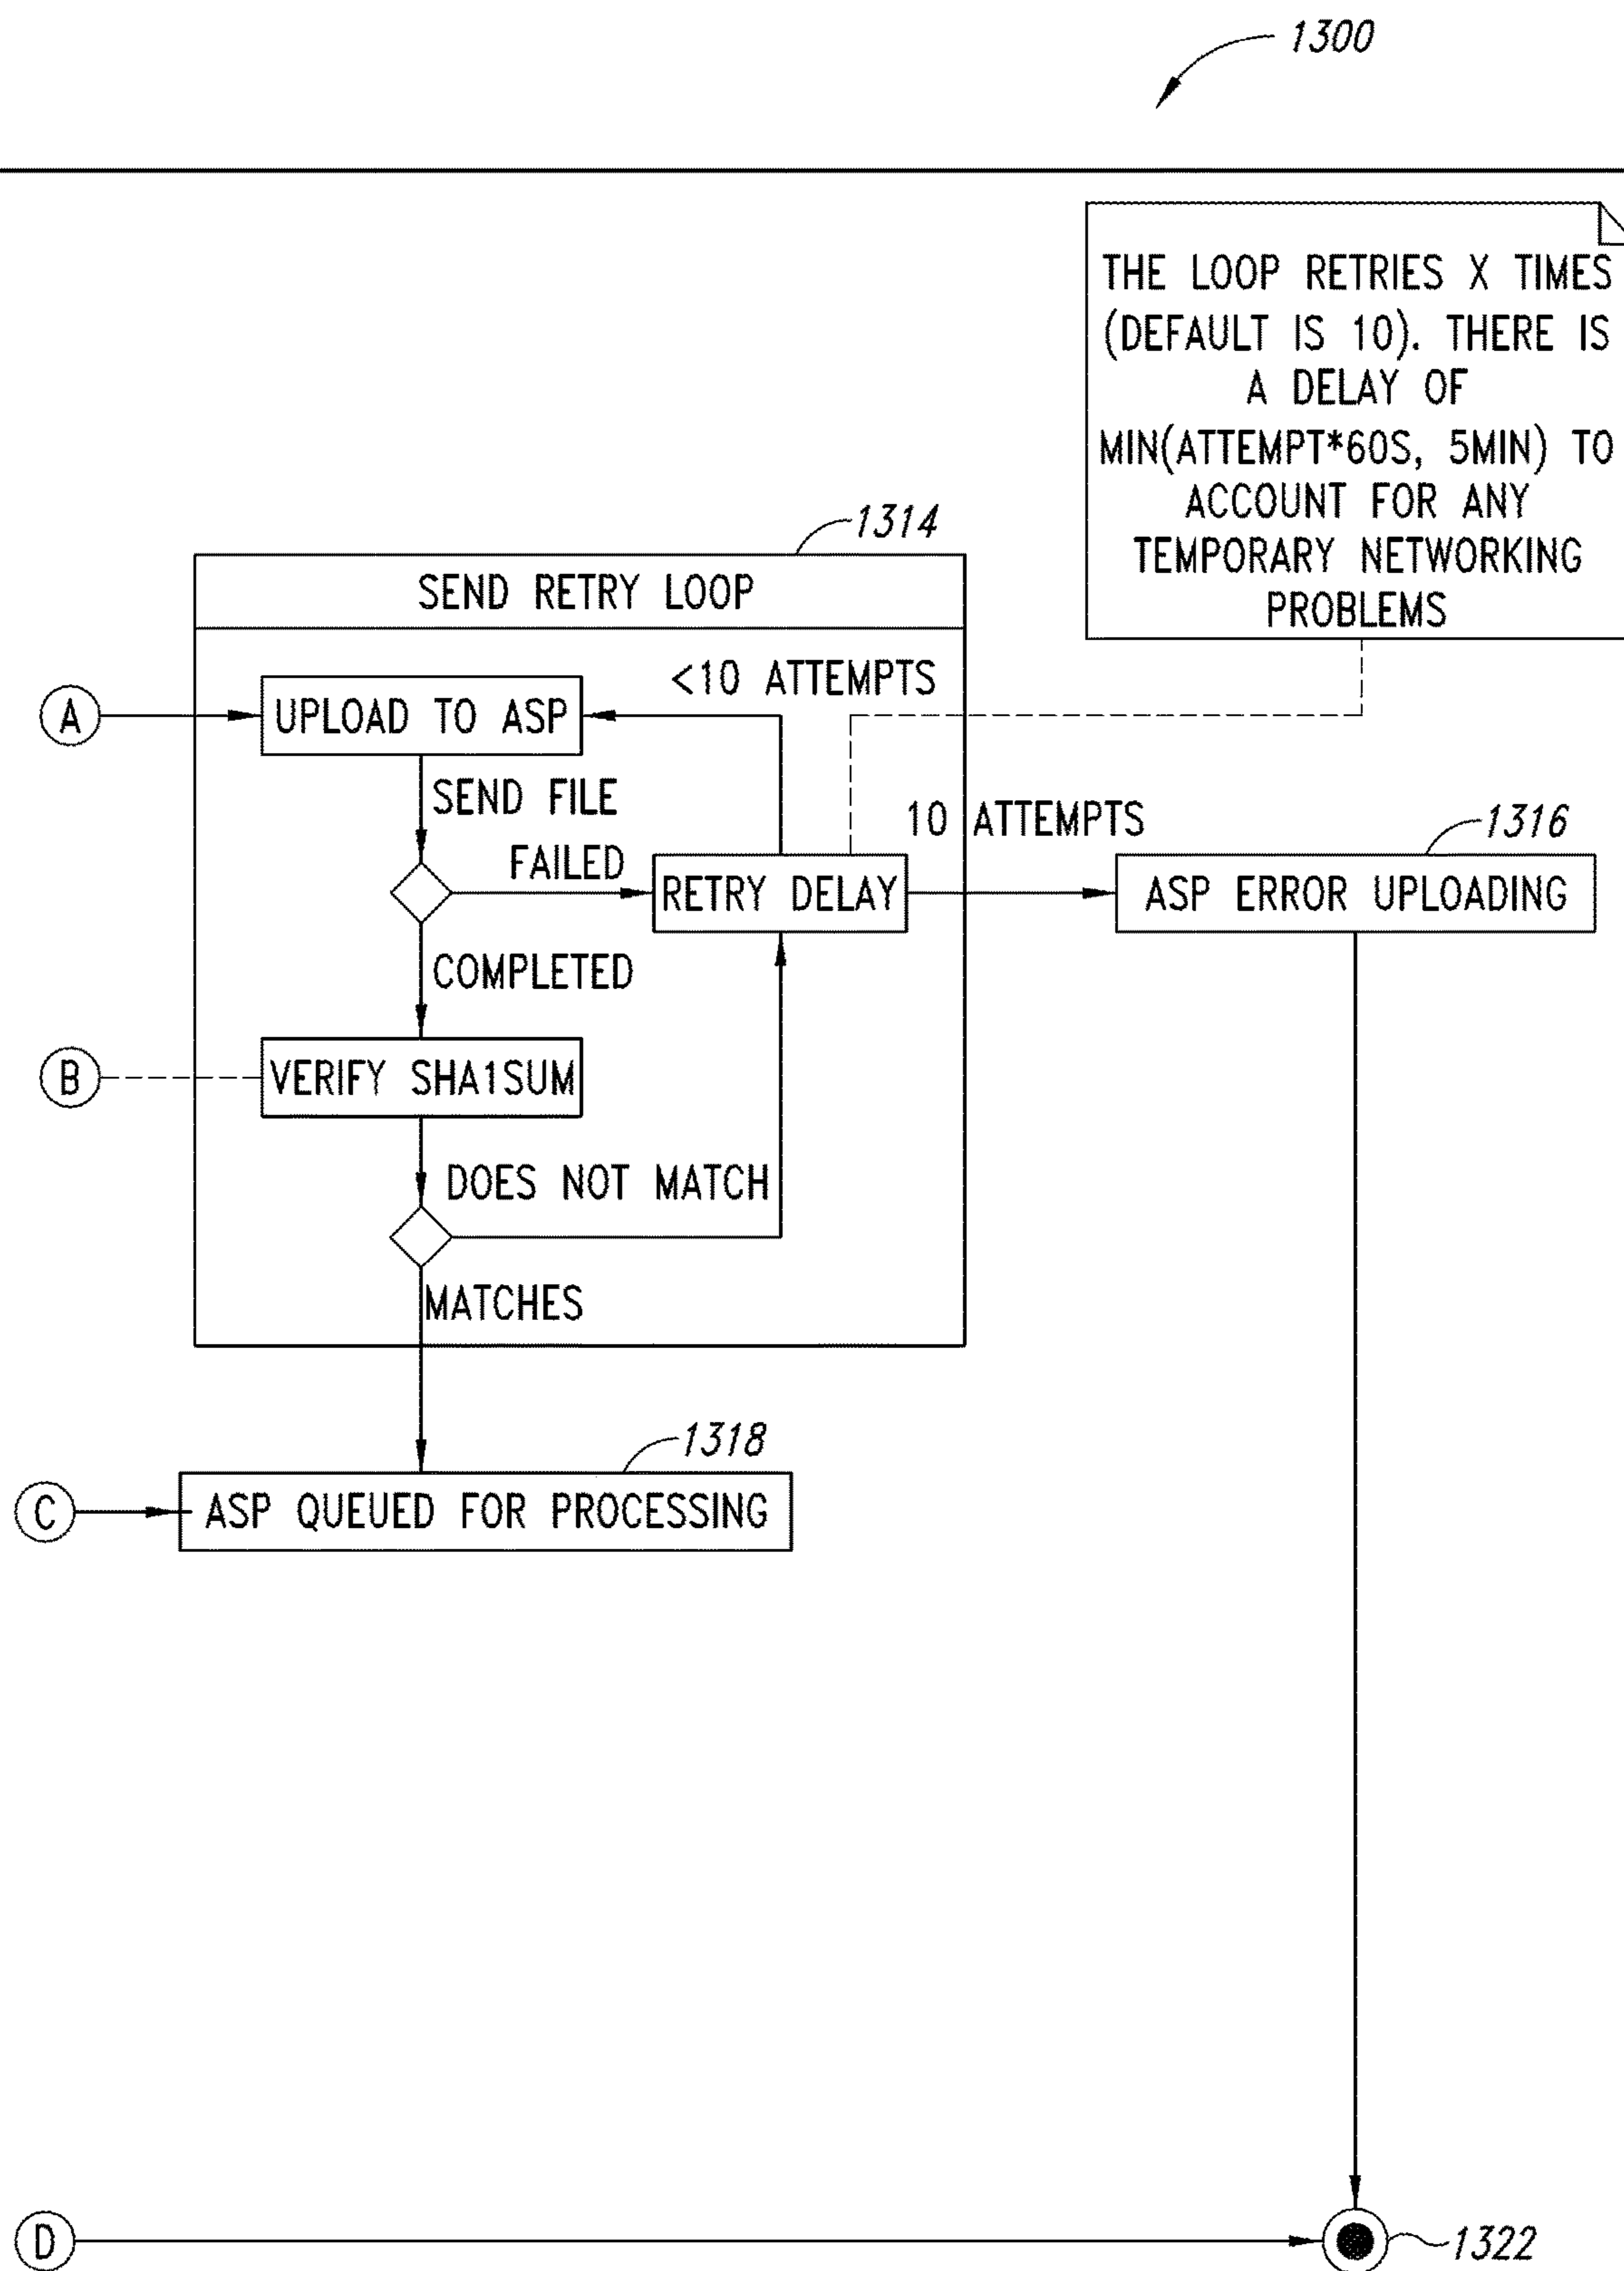 1300
THE LOOP RETRIES X TIMES
(DEFAULT IS 10). THERE IS
A DELAY OF
MIN(ATTEMPT*60S, 5MIN) TO
ACCOUNT FOR ANY
TEMPORARY NETWORKING
PROBLEMS
1314
SEND RETRY LOOP
<10 ATTEMPTS
A
UPLOAD TO ASP
SEND FILE
10 ATTEMPTS
1316
FAILED
RETRY DELAY
ASP ERROR UPLOADING
COMPLETED
B
VERIFY SHA1SUM
DOES NOT MATCH
MATCHES
1318
C
ASP QUEUED FOR PROCESSING
D
1322